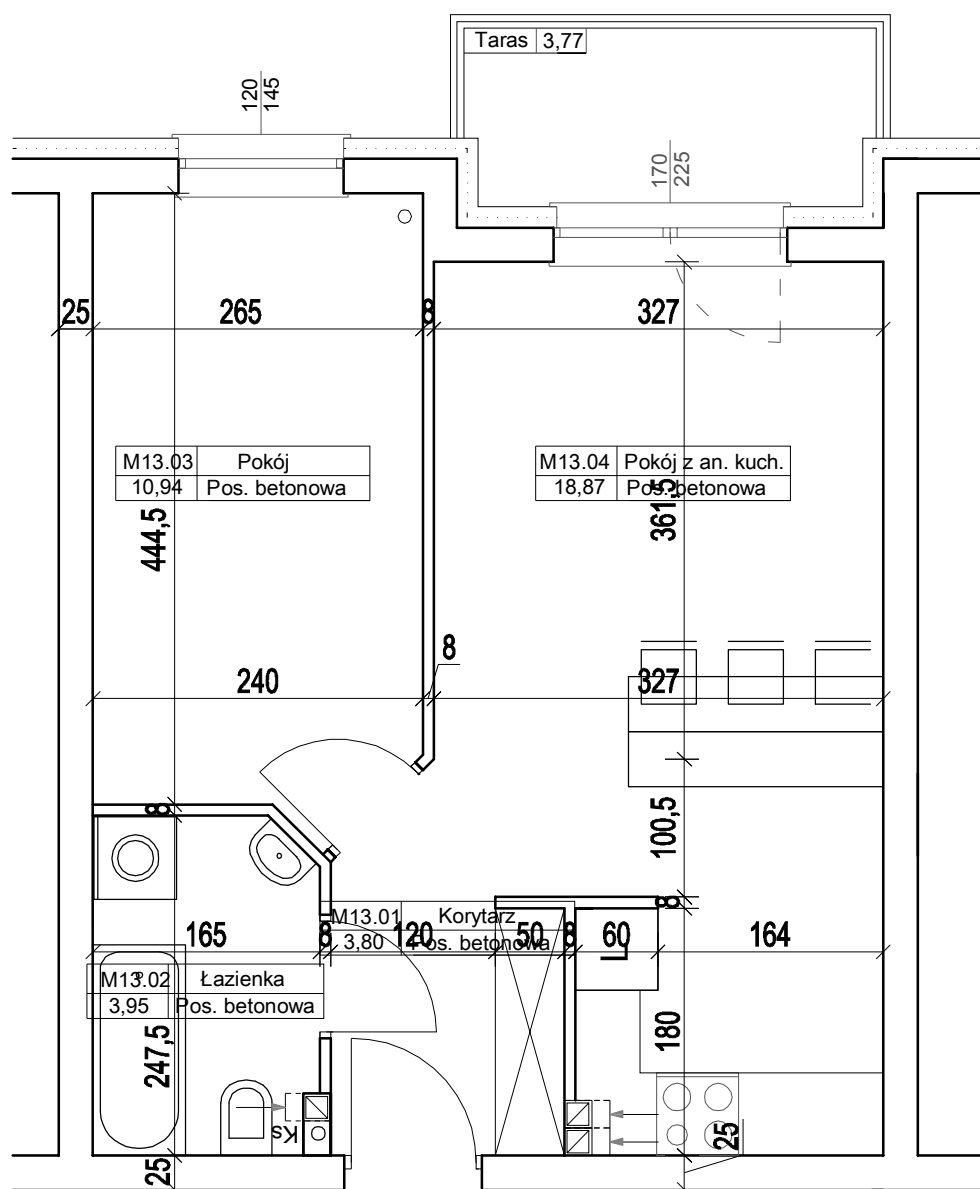 Taras 3,77
120
145
170
225
25 265 8 327
M13.03 Pokój
10,94 Pos. betonowa
M13.04 Pokój z an. kuch.
18,87 Pos. betonowa
444,5
361,5
8
240 327
8
100,5
8
M13.01 Korytarz
3,80 Pos. betonowa
165 8 120 50 8 60 164
L
M13.02 Łazienka
3,95 Pos. betonowa
P
247,5
180
Ks
25
25